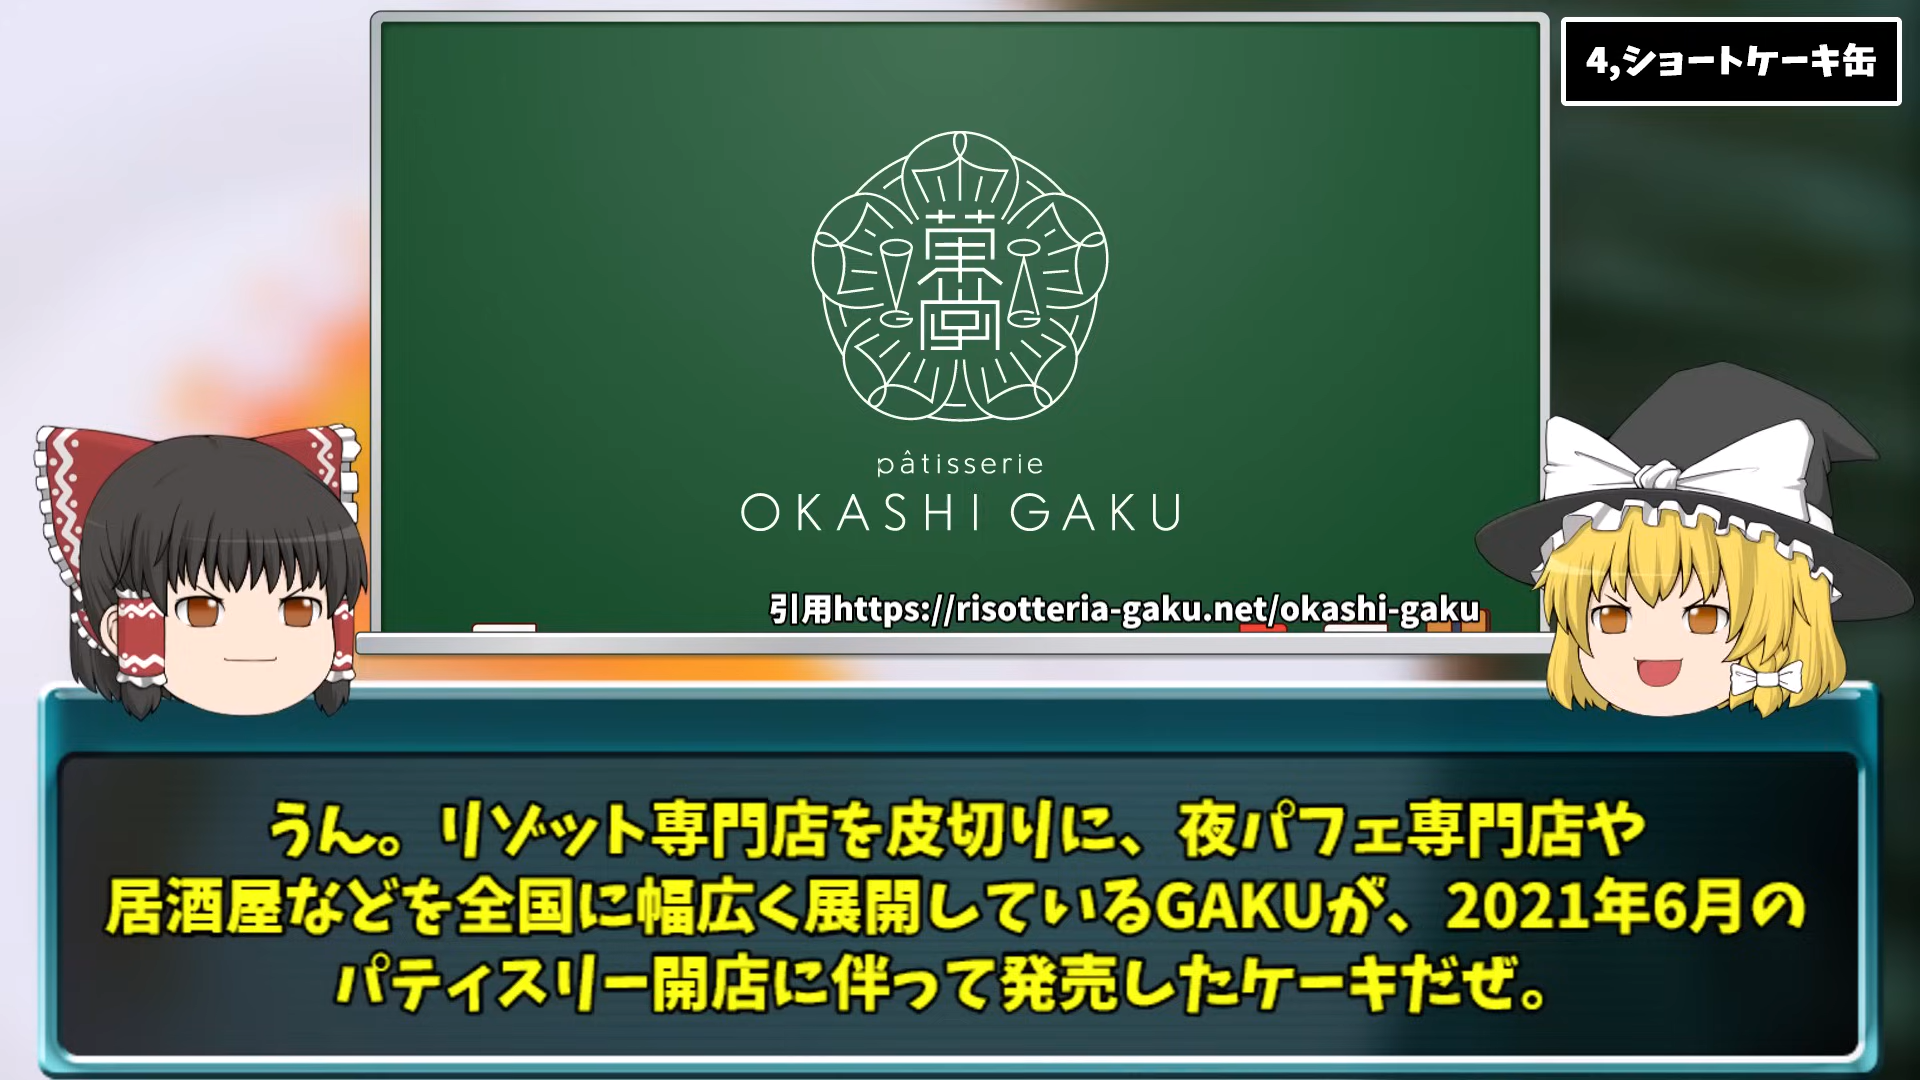 4,ショートケーキ缶
菓
学
pâtisserie
OKASHI GAKU
引用https://risotteria-gaku.net/okashi-gaku
うん。リゾット専門店を皮切りに、夜パフェ専門店や
居酒屋などを全国に幅広く展開しているGAKUが、2021年6月の
パティスリー開店に伴って発売したケーキだぜ。